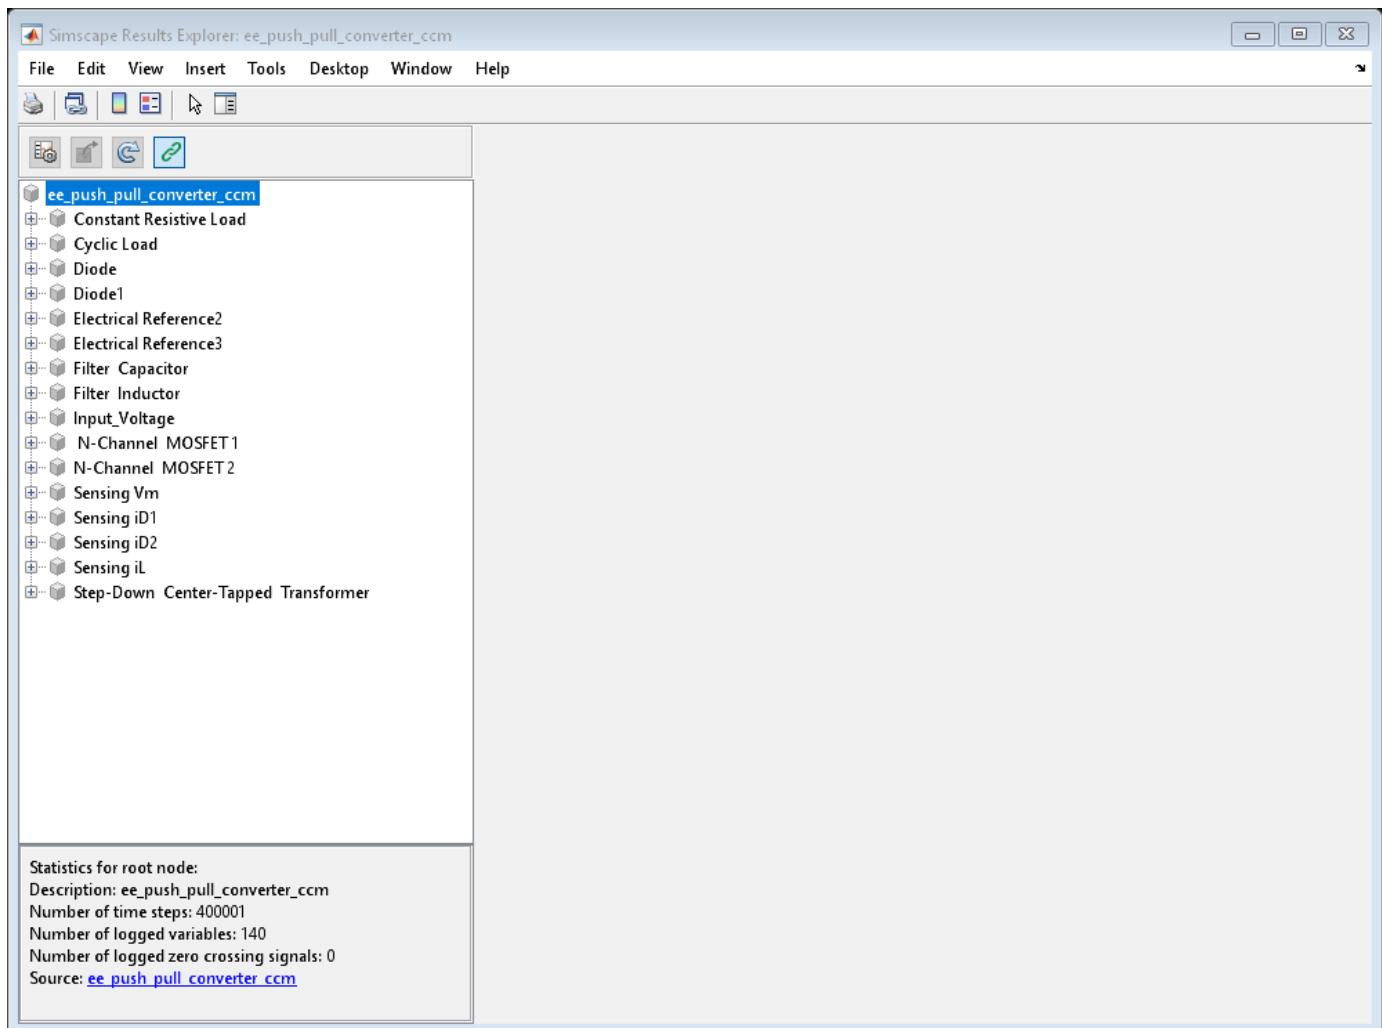 Simscape Results Explorer: ee_push_pull_converter_ccm
File Edit View Insert Tools Desktop Window Help
ee_push_pull_converter_ccm
Constant Resistive Load
Cyclic Load
Diode
Diode1
Electrical Reference2
Electrical Reference3
Filter Capacitor
Filter Inductor
Input_Voltage
N-Channel MOSFET 1
N-Channel MOSFET 2
Sensing Vm
Sensing iD1
Sensing iD2
Sensing iL
Step-Down Center-Tapped Transformer
Statistics for root node:
Description: ee_push_pull_converter_ccm
Number of time steps: 400001
Number of logged variables: 140
Number of logged zero crossing signals: 0
Source: ee_push_pull_converter_ccm